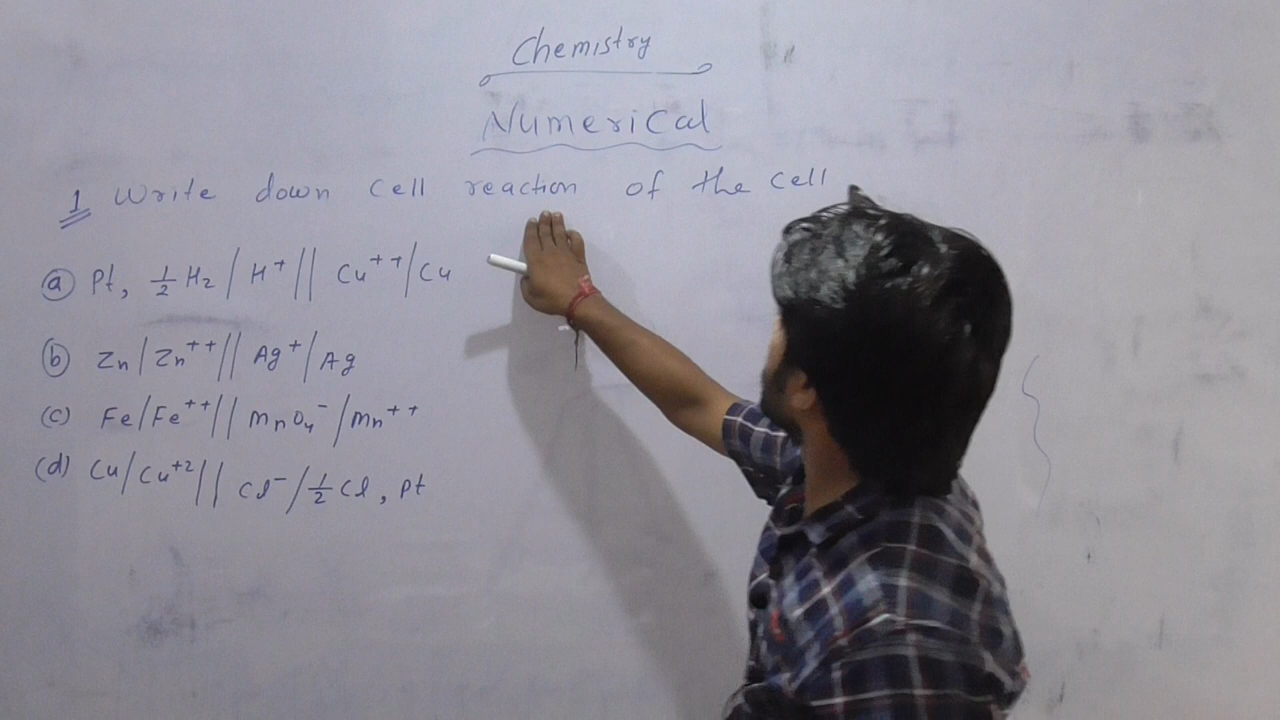 Chemistry
Numerical
1 Write down cell reaction of the cell
(a) Pt, 1/2 H2 / H+ || Cu++ / Cu
(b) Zn / Zn++ || Ag+ / Ag
(c) Fe / Fe++ || MnO4- / Mn++
(d) Cu / Cu+2 || Cl- / 1/2 Cl, Pt